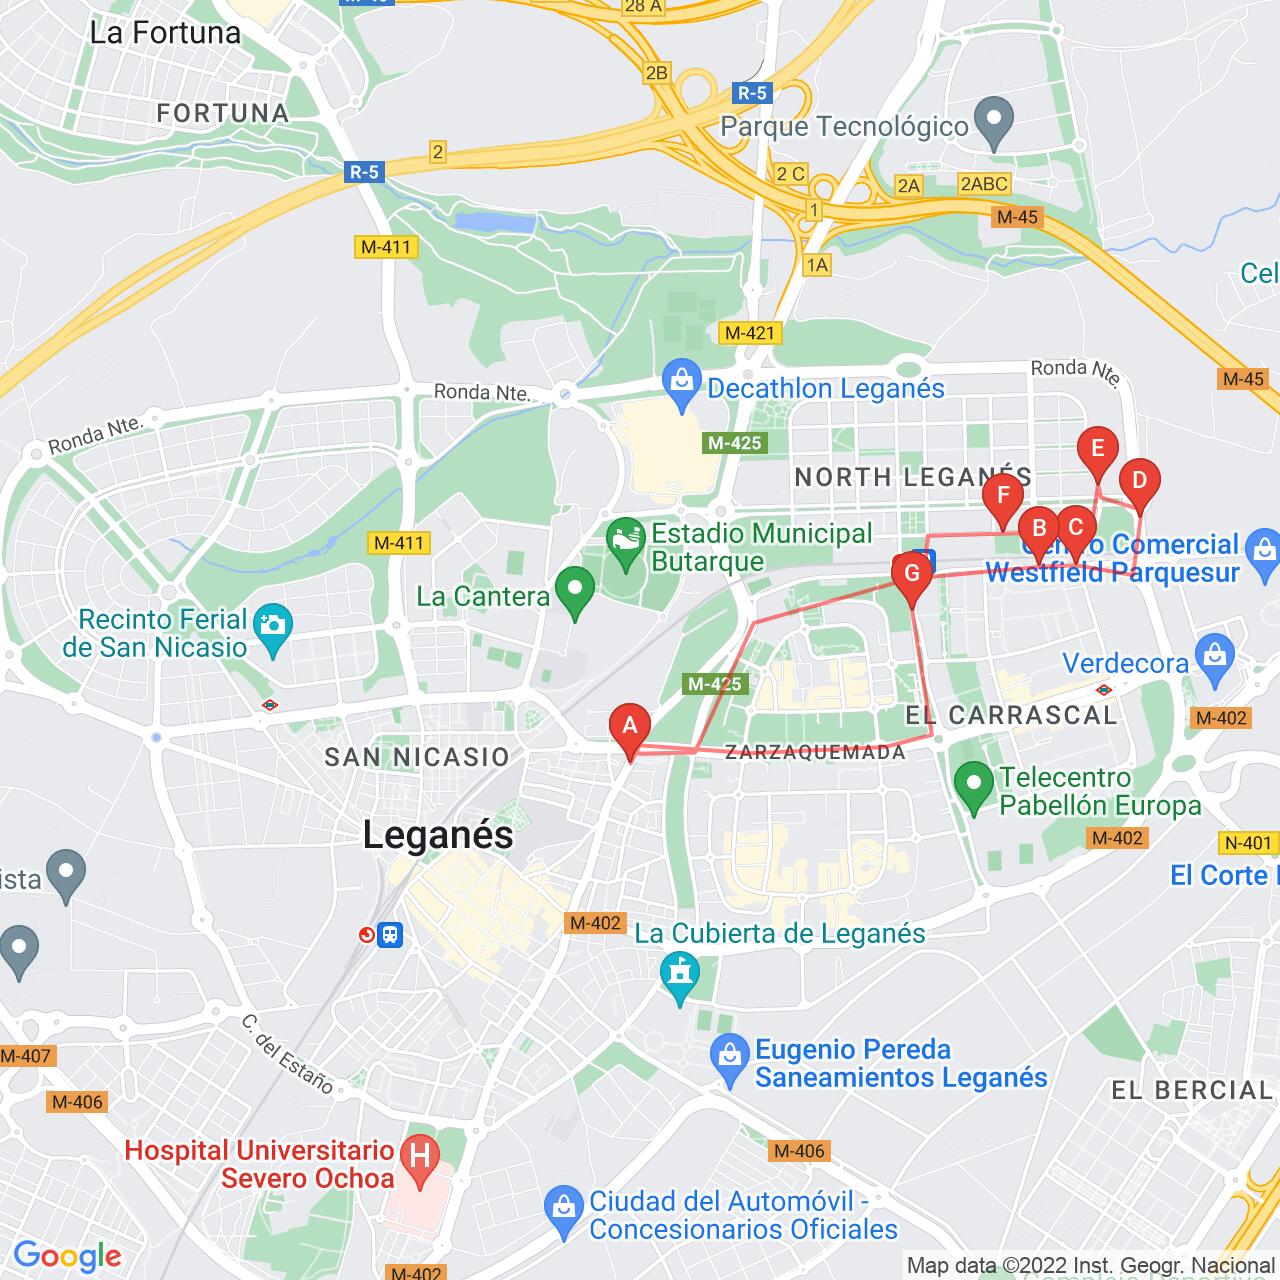 M-40
28 A
La Fortuna
2B
R-5
FORTUNA
Parque Tecnológico
2
R-5
2 C
2A
2ABC
1
M-45
M-411
1A
Cel
M-421
Ronda Nte.
M-45
Ronda Nte.
Decathlon Leganés
Ronda Nte.
M-425
E
NORTH LEGANÉS
D
F
Estadio Municipal
Butarque
B
C
M-411
Centro Comercial
Westfield Parquesur
G
La Cantera
Recinto Ferial
de San Nicasio
Verdecora
M-425
A
EL CARRASCAL
M-402
SAN NICASIO
ZARZAQUEMADA
Telecentro
Pabellón Europa
Leganés
M-402
N-401
ista
El Corte I
M-402
La Cubierta de Leganés
C. del Estaño
M-407
Eugenio Pereda
Saneamientos Leganés
EL BERCIAL
M-406
Hospital Universitario
Severo Ochoa
H
M-406
Ciudad del Automóvil -
Concesionarios Oficiales
Google
M-402
Map data ©2022 Inst. Geogr. Nacional